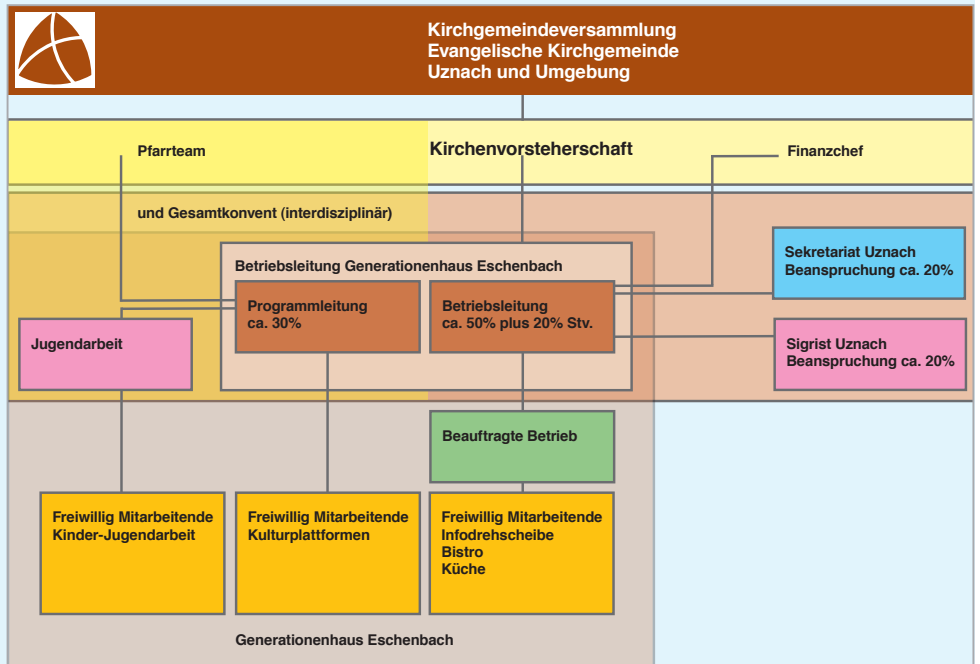 Kirchgemeindeversammlung
Evangelische Kirchgemeinde
Uznach und Umgebung
Pfarrteam
Kirchenvorsteherschaft
Finanzchef
und Gesamtkonvent (interdisziplinär)
Betriebsleitung Generationenhaus Eschenbach
Sekretariat Uznach
Beanspruchung ca. 20%
Programmleitung
ca. 30%
Betriebsleitung
ca. 50% plus 20% Stv.
Jugendarbeit
Sigrist Uznach
Beanspruchung ca. 20%
Beauftragte Betrieb
Freiwillig Mitarbeitende
Kinder-Jugendarbeit
Freiwillig Mitarbeitende
Kulturplattformen
Freiwillig Mitarbeitende
Infodrehscheibe
Bistro
Küche
Generationenhaus Eschenbach